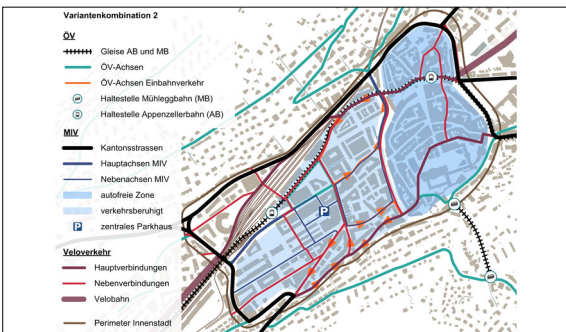 Variantenkombination 2
ÖV
Gleise AB und MB
ÖV-Achsen
ÖV-Achsen Einbahnverkehr
Haltestelle Mühleggbahn (MB)
Haltestelle Appenzellerbahn (AB)
MIV
Kantonsstrassen
Hauptachsen MIV
Nebenachsen MIV
autofreie Zone
verkehrsberuhigt
P zentrales Parkhaus
Veloverkehr
Hauptverbindungen
Nebenverbindungen
Velobahn
Perimeter Innenstadt
P